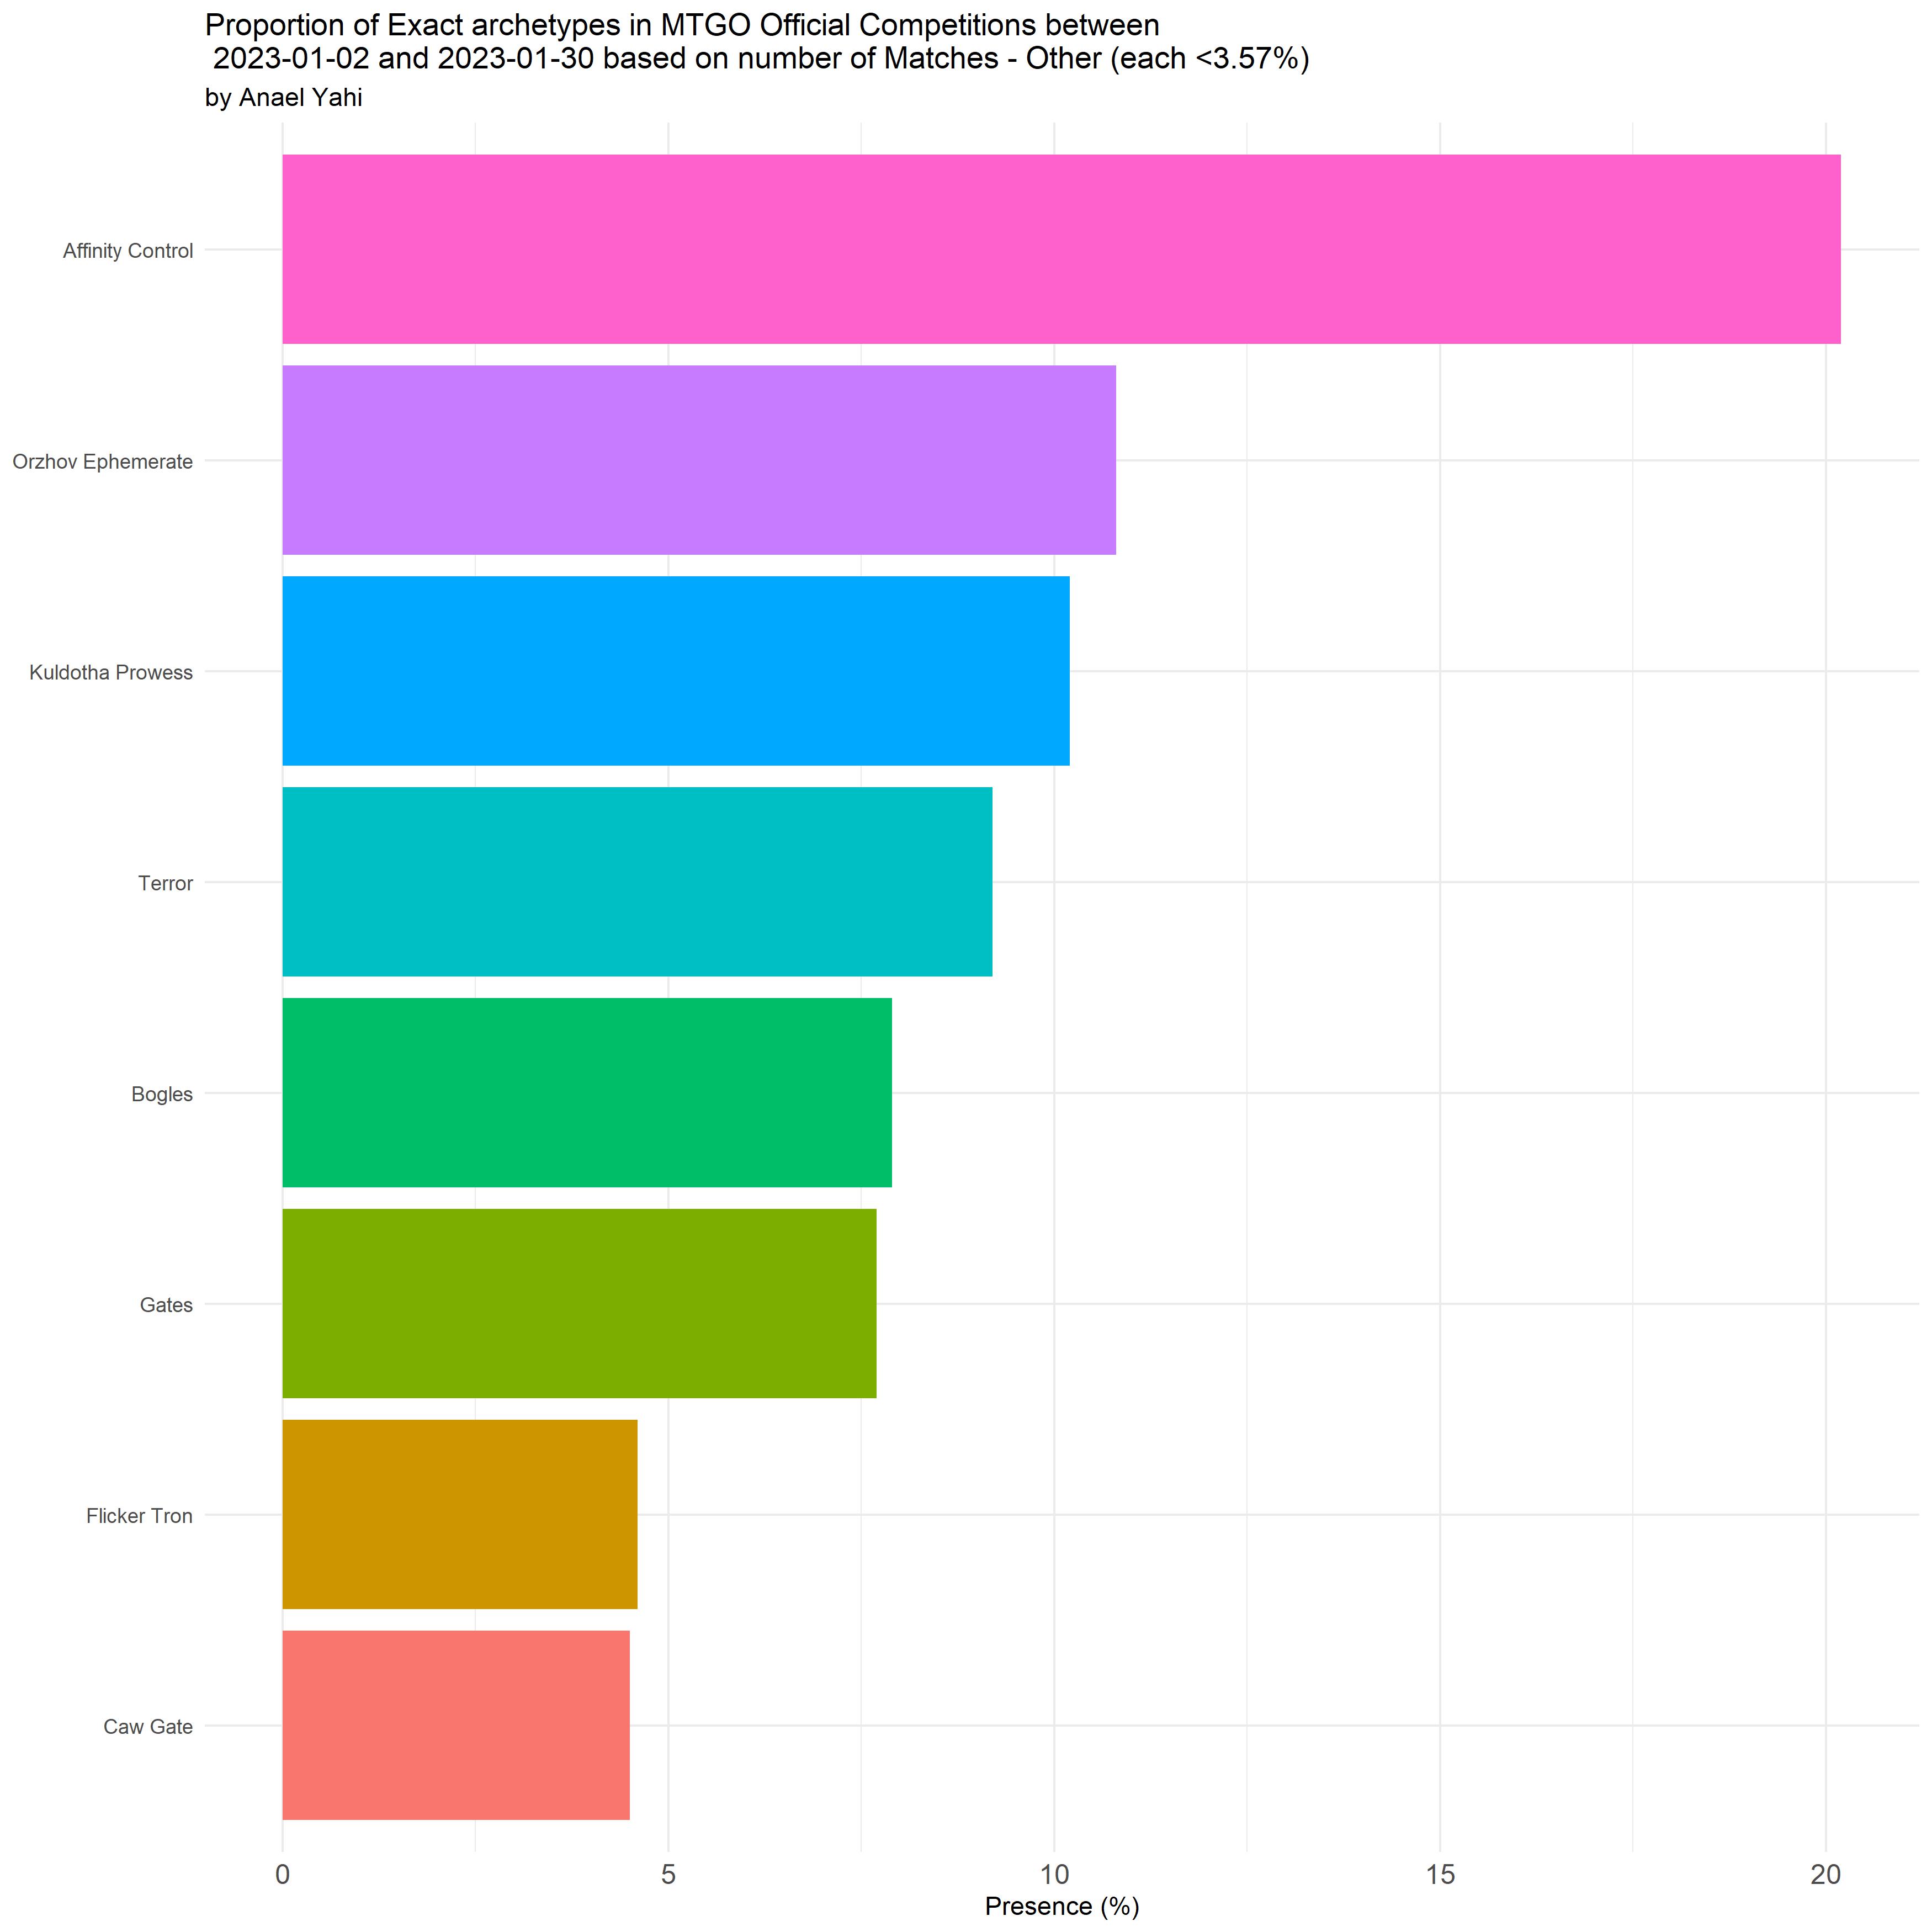 Proportion of Exact archetypes in MTGO Official Competitions between
2023-01-02 and 2023-01-30 based on number of Matches - Other (each <3.57%)
by Anael Yahi
Affinity Control
Orzhov Ephemerate
Kuldotha Prowess
Terror
Bogles
Gates
Flicker Tron
Caw Gate
0 5 10 15 20
Presence (%)